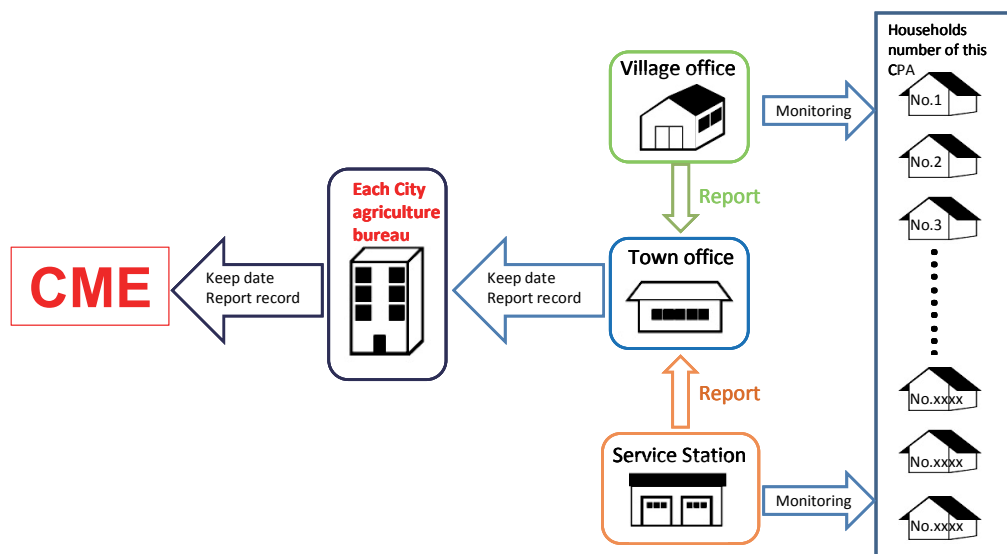 Households
number of this
CPA
Village office
Monitoring
No.1
No.2
No.3
Report
Each City
agriculture
bureau
CME
Keep date
Report record
Keep date
Report record
Town office
Report
Service Station
Monitoring
No.xxxx
No.xxxx
No.xxxx